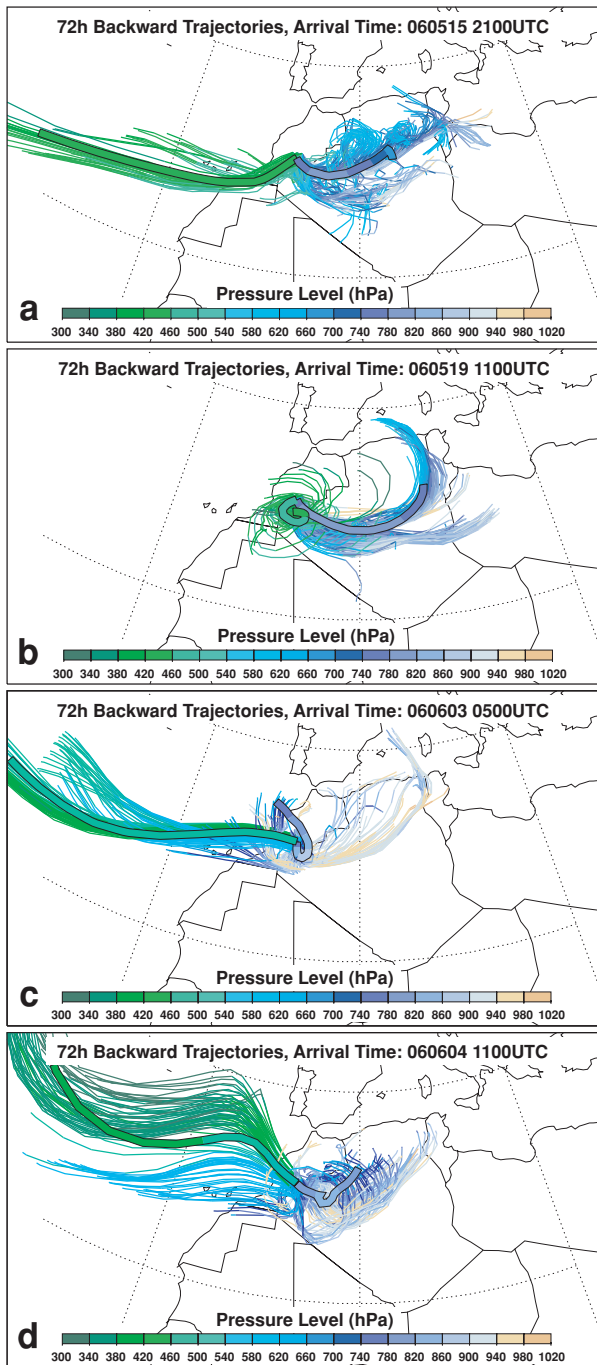 72h Backward Trajectories, Arrival Time: 060515 2100UTC
Pressure Level (hPa)
a
300 340 380 420 460 500 540 580 620 660 700 740 780 820 860 900 940 980 1020
72h Backward Trajectories, Arrival Time: 060519 1100UTC
Pressure Level (hPa)
b
300 340 380 420 460 500 540 580 620 660 700 740 780 820 860 900 940 980 1020
72h Backward Trajectories, Arrival Time: 060603 0500UTC
Pressure Level (hPa)
c
300 340 380 420 460 500 540 580 620 660 700 740 780 820 860 900 940 980 1020
72h Backward Trajectories, Arrival Time: 060604 1100UTC
Pressure Level (hPa)
d
300 340 380 420 460 500 540 580 620 660 700 740 780 820 860 900 940 980 1020